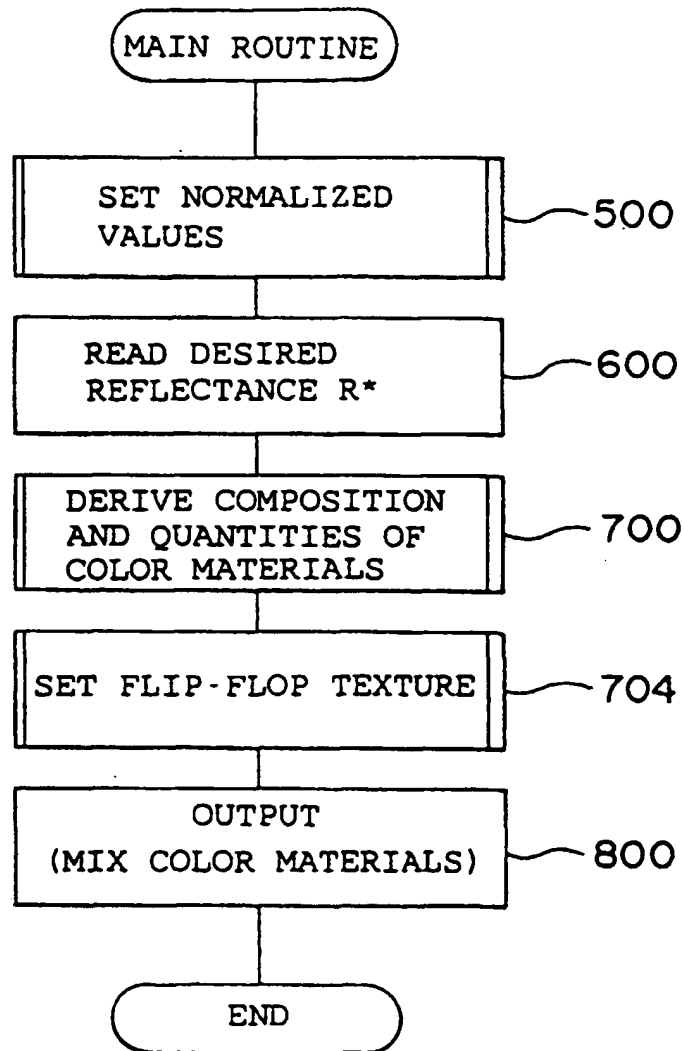 MAIN ROUTINE
SET NORMALIZED
VALUES
500
READ DESIRED
REFLECTANCE R*
600
DERIVE COMPOSITION
AND QUANTITIES OF
COLOR MATERIALS
700
SET FLIP-FLOP TEXTURE
704
OUTPUT
(MIX COLOR MATERIALS)
800
END